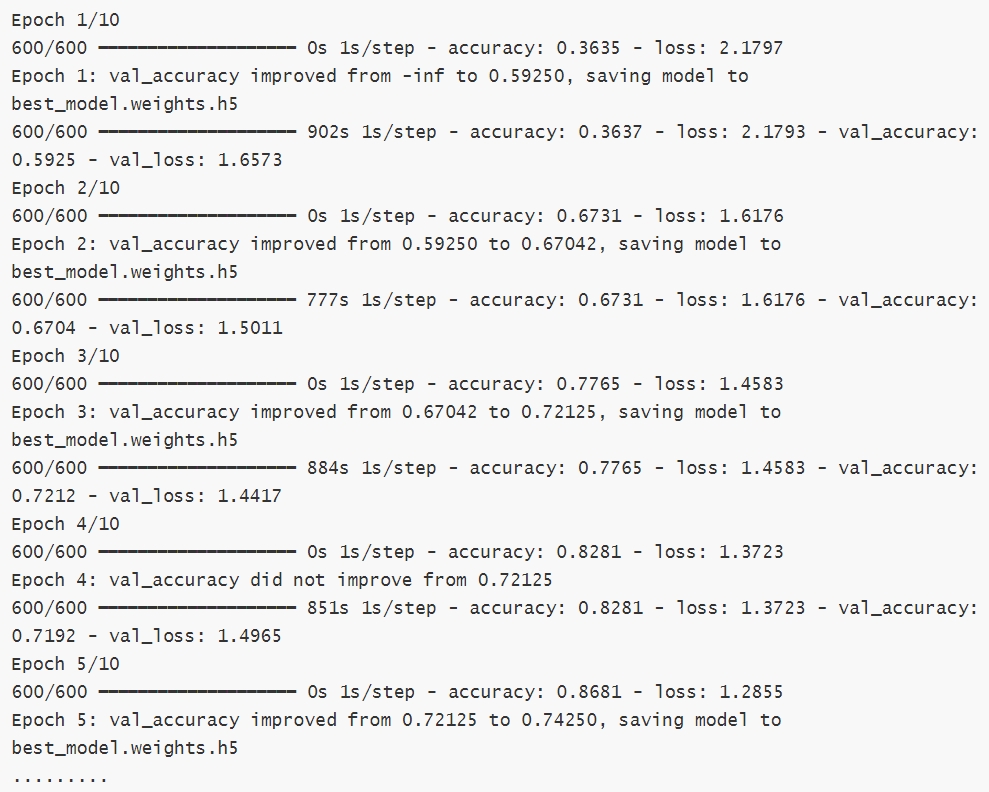 Epoch 1/10
600/600 ━━━━━━━━━━━━━━━━━━━━ 0s 1s/step - accuracy: 0.3635 - loss: 2.1797
Epoch 1: val_accuracy improved from -inf to 0.59250, saving model to
best_model.weights.h5
600/600 ━━━━━━━━━━━━━━━━━━━━ 902s 1s/step - accuracy: 0.3637 - loss: 2.1793 - val_accuracy:
0.5925 - val_loss: 1.6573
Epoch 2/10
600/600 ━━━━━━━━━━━━━━━━━━━━ 0s 1s/step - accuracy: 0.6731 - loss: 1.6176
Epoch 2: val_accuracy improved from 0.59250 to 0.67042, saving model to
best_model.weights.h5
600/600 ━━━━━━━━━━━━━━━━━━━━ 777s 1s/step - accuracy: 0.6731 - loss: 1.6176 - val_accuracy:
0.6704 - val_loss: 1.5011
Epoch 3/10
600/600 ━━━━━━━━━━━━━━━━━━━━ 0s 1s/step - accuracy: 0.7765 - loss: 1.4583
Epoch 3: val_accuracy improved from 0.67042 to 0.72125, saving model to
best_model.weights.h5
600/600 ━━━━━━━━━━━━━━━━━━━━ 884s 1s/step - accuracy: 0.7765 - loss: 1.4583 - val_accuracy:
0.7212 - val_loss: 1.4417
Epoch 4/10
600/600 ━━━━━━━━━━━━━━━━━━━━ 0s 1s/step - accuracy: 0.8281 - loss: 1.3723
Epoch 4: val_accuracy did not improve from 0.72125
600/600 ━━━━━━━━━━━━━━━━━━━━ 851s 1s/step - accuracy: 0.8281 - loss: 1.3723 - val_accuracy:
0.7192 - val_loss: 1.4965
Epoch 5/10
600/600 ━━━━━━━━━━━━━━━━━━━━ 0s 1s/step - accuracy: 0.8681 - loss: 1.2855
Epoch 5: val_accuracy improved from 0.72125 to 0.74250, saving model to
best_model.weights.h5
.........